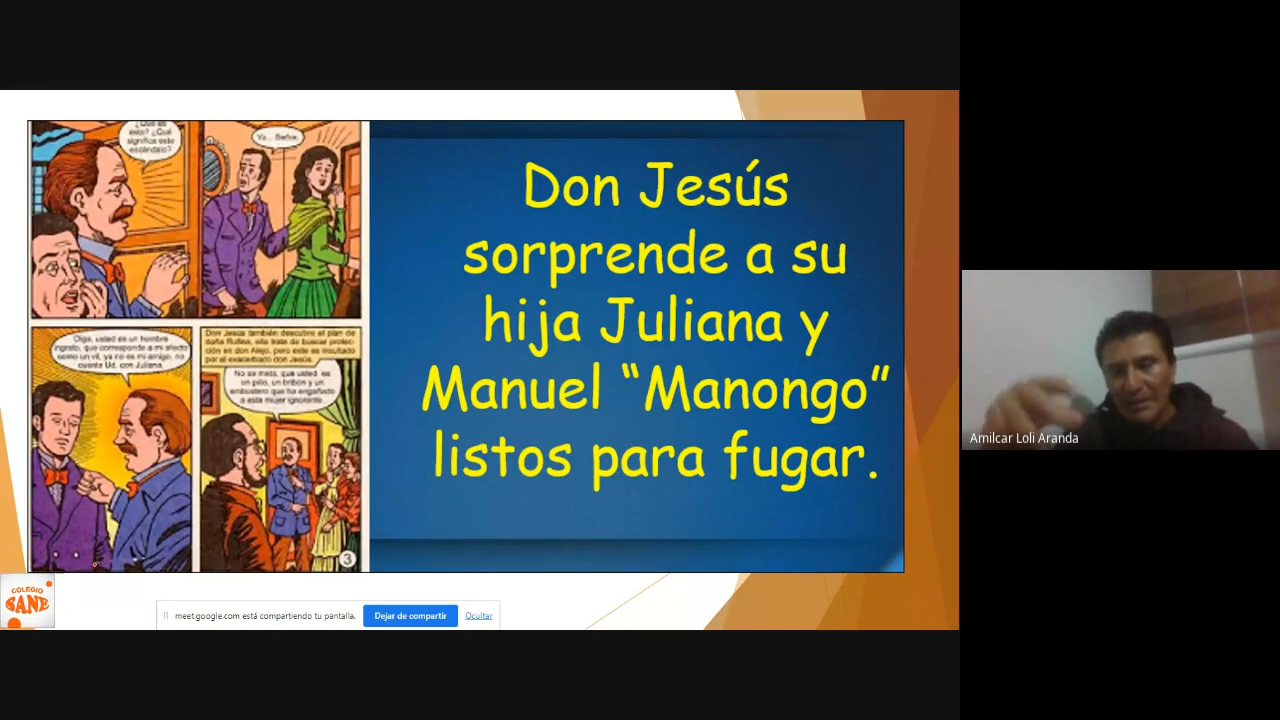 ¿Qué es
esto? ¿Qué
significa este
escándalo?
Yo... Señor.
Don Jesús
sorprende a su
hija Juliana y
Manuel “Manongo”
listos para fugar.
Oiga, usted es un hombre
ingrato, que corresponde a mi afecto
como un vil, ya no es mi amigo, no
cuente Ud. con Juliana.
Don Jesús también descubre el plan de
doña Rufina, ella trata de buscar protec-
ción en don Alejo, pero este es insultado
por el exacerbado don Jesús.
No se meta, que usted es
un pillo, un bribón y un
embustero que ha engañado
a esta mujer ignorante.
3
COLEGIO
SANE
meet.google.com está compartiendo tu pantalla.
Dejar de compartir
Ocultar
Amilcar Loli Aranda